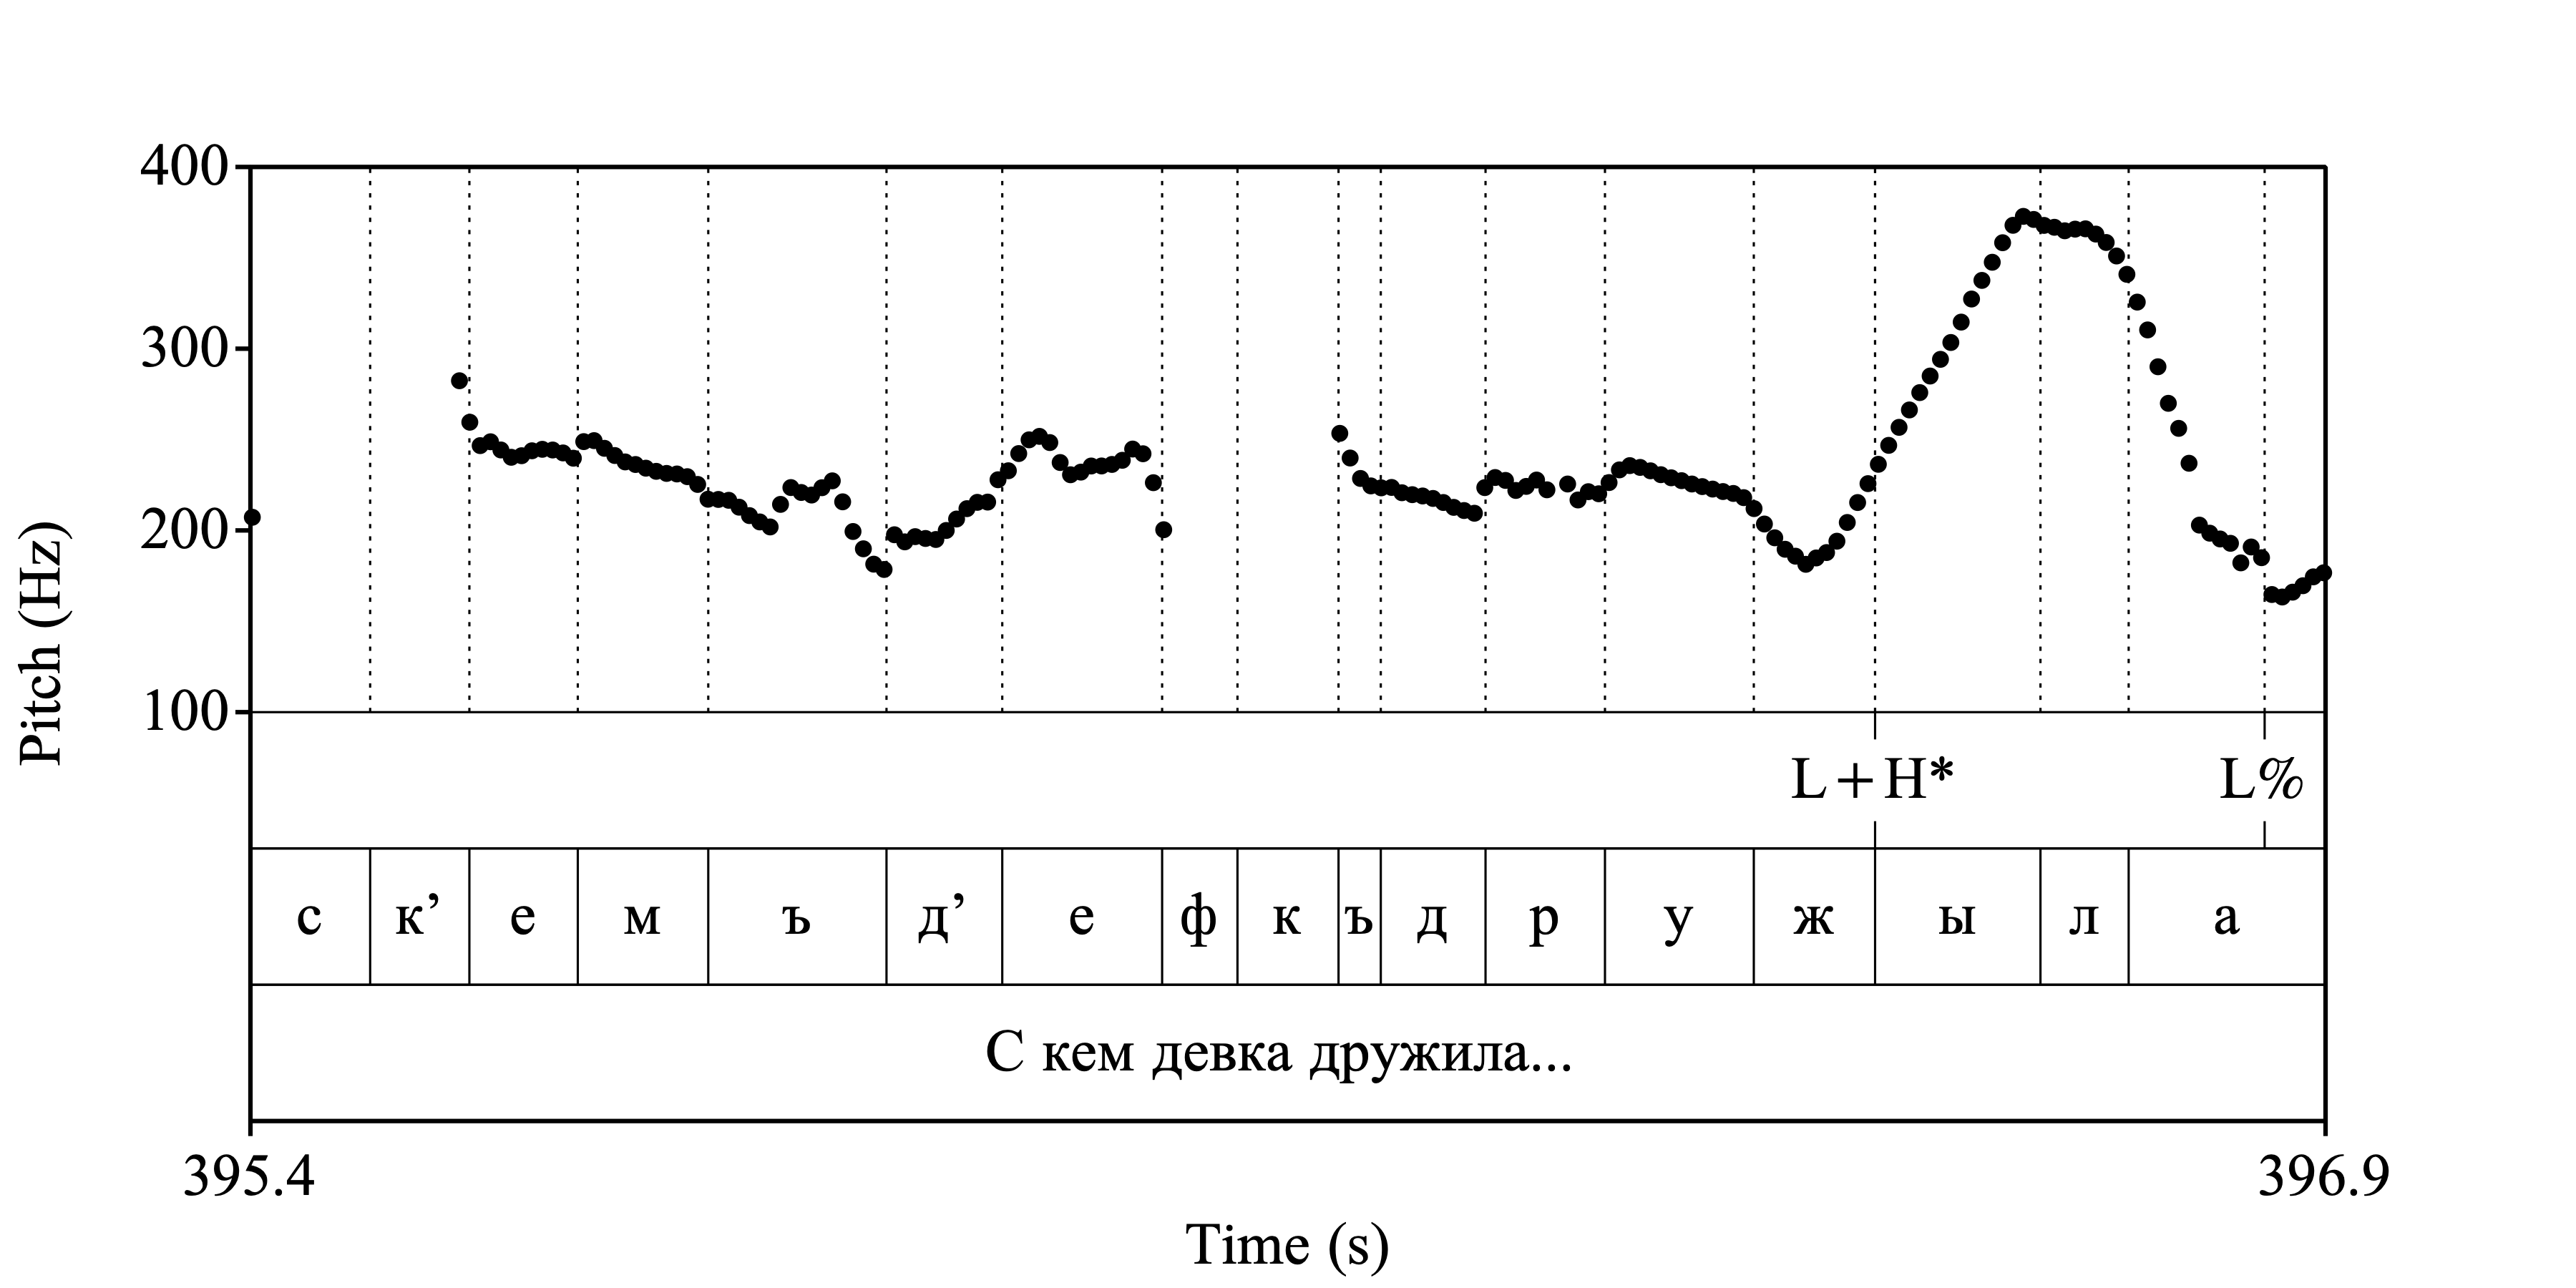 400
300
200
100
Pitch (Hz)
L+H* L%
с к’ е м ъ д’ е ф к ъ д р у ж ы л а
С кем девка дружила...
395.4 396.9
Time (s)